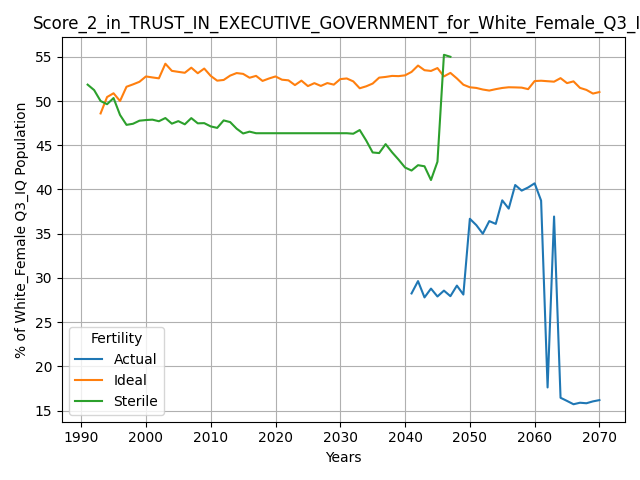 Score_2_in_TRUST_IN_EXECUTIVE_GOVERNMENT_for_White_Female_Q3_I
% of White_Female Q3_IQ Population
55
50
45
40
35
30
25
20
15
Fertility
Actual
Ideal
Sterile
1990 2000 2010 2020 2030 2040 2050 2060 2070
Years